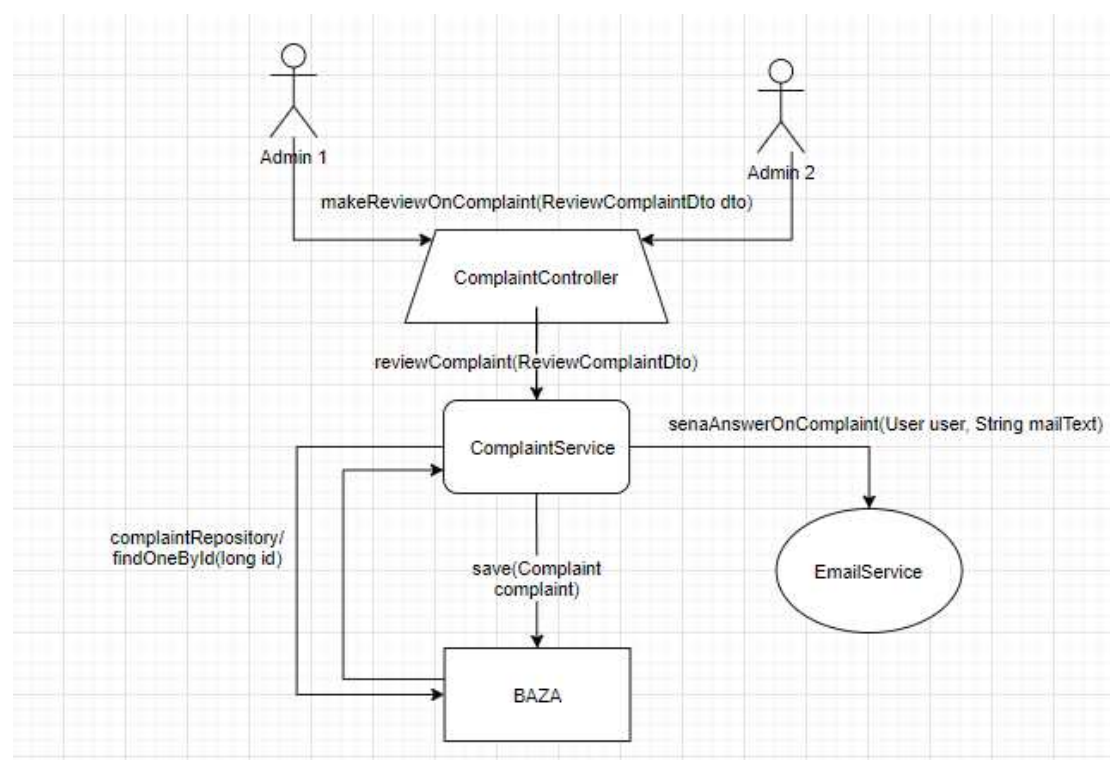 Admin 1
Admin 2
makeReviewOnComplaint(ReviewComplaintDto dto)
ComplaintController
reviewComplaint(ReviewComplaintDto)
senaAnswerOnComplaint(User user, String mailText)
ComplaintService
complaintRepository/
findOneById(long id)
save(Complaint
complaint)
EmailService
BAZA